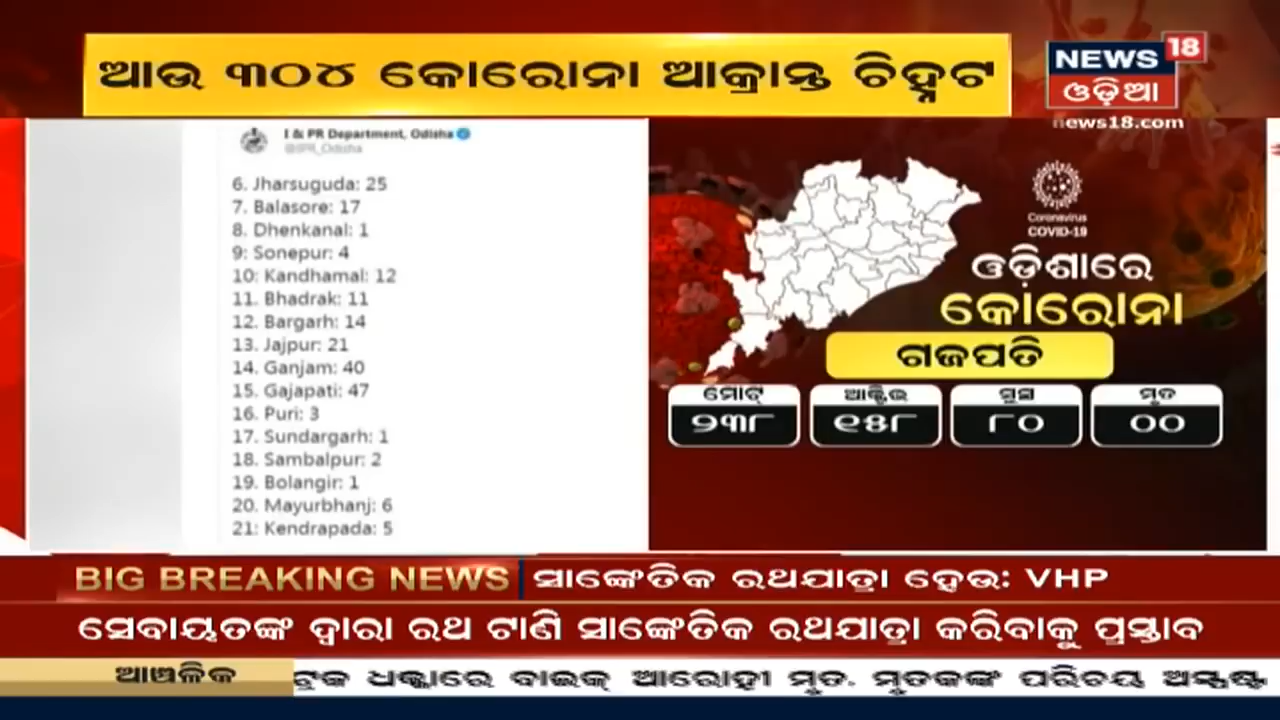 ଆଉ ୩୦୪ କୋରୋନା ଆକ୍ରାନ୍ତ ଚିହ୍ନଟ
NEWS 18
ଓଡ଼ିଆ
news18.com
I & PR Department, Odisha
@IPR_Odisha
6. Jharsuguda: 25
7. Balasore: 17
8. Dhenkanal: 1
9: Sonepur: 4
10: Kandhamal: 12
11. Bhadrak: 11
12. Bargarh: 14
13. Jajpur: 21
14. Ganjam: 40
15. Gajapati: 47
16. Puri: 3
17. Sundargarh: 1
18. Sambalpur: 2
19. Bolangir: 1
20. Mayurbhanj: 6
21: Kendrapada: 5
Coronavirus
COVID-19
ଓଡ଼ିଶାରେ
କୋରୋନା
ଗଜପତି
ମୋଟ୍ ଆକ୍ଟିଭ ସୁସ୍ଥ ମୃତ
୨୩୮ ୧୫୮ ୮୦ ୦୦
BIG BREAKING NEWS ସାଙ୍କେତିକ ରଥଯାତ୍ରା ହେଉ: VHP
ସେବାୟତଙ୍କ ଦ୍ୱାରା ରଥ ଟାଣି ସାଙ୍କେତିକ ରଥଯାତ୍ରା କରିବାକୁ ପ୍ରସ୍ତାବ
ଆଞ୍ଚଳିକ ଟ୍ରକ ଧକ୍କାରେ ବାଇକ୍ ଆରୋହୀ ମୃତ. ମୃତକଙ୍କ ପରିଚୟ ଅସ୍ପଷ୍ଟ